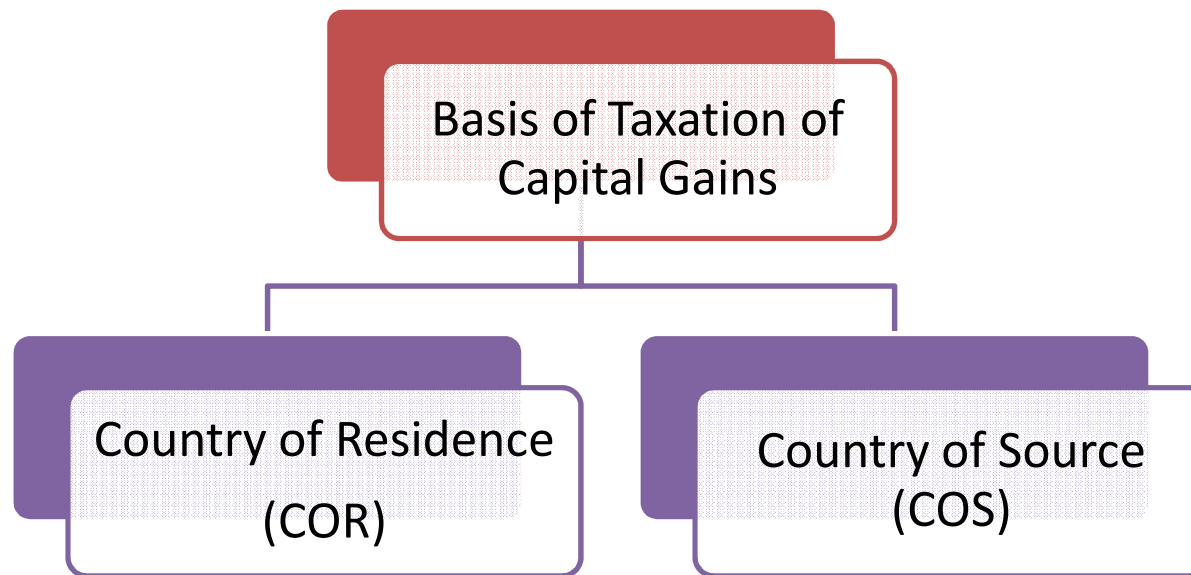 Basis of Taxation of
Capital Gains
Country of Residence
(COR)
Country of Source
(COS)